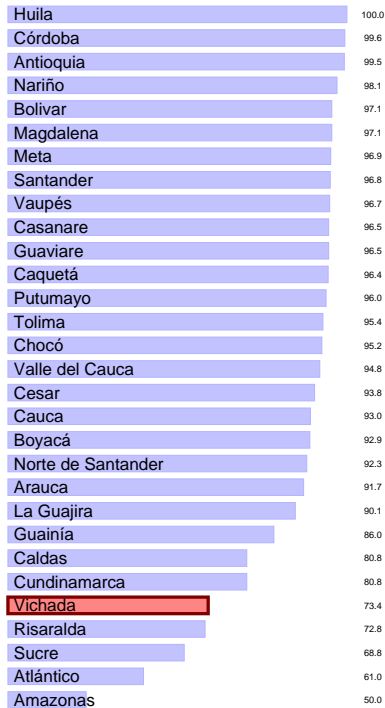 Huila 100.0
Córdoba 99.6
Antioquia 99.5
Nariño 98.1
Bolivar 97.1
Magdalena 97.1
Meta 96.9
Santander 96.8
Vaupés 96.7
Casanare 96.5
Guaviare 96.5
Caquetá 96.4
Putumayo 96.0
Tolima 95.4
Chocó 95.2
Valle del Cauca 94.8
Cesar 93.8
Cauca 93.0
Boyacá 92.9
Norte de Santander 92.3
Arauca 91.7
La Guajira 90.1
Guainía 86.0
Caldas 80.8
Cundinamarca 80.8
Vichada 73.4
Risaralda 72.8
Sucre 68.8
Atlántico 61.0
Amazonas 50.0